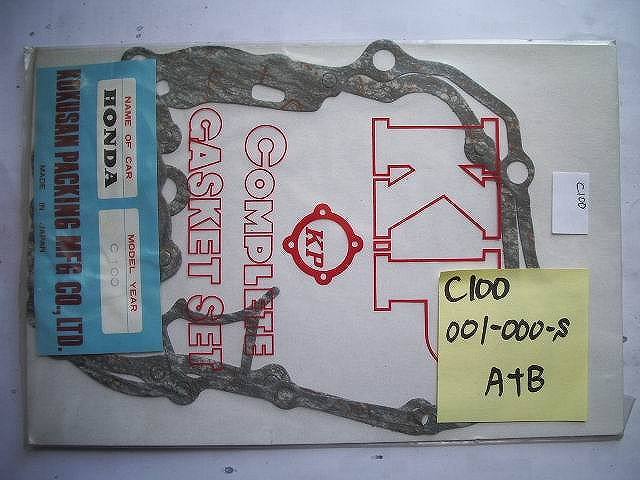 KOKUSAN PACKING MFG CO., LTD.
MADE IN JAPAN
NAME OF CAR
HONDA
MODEL YEAR
C100
COMPLETE
GASKET SET
KP
KP
C100
C100
001-000-S
A+B